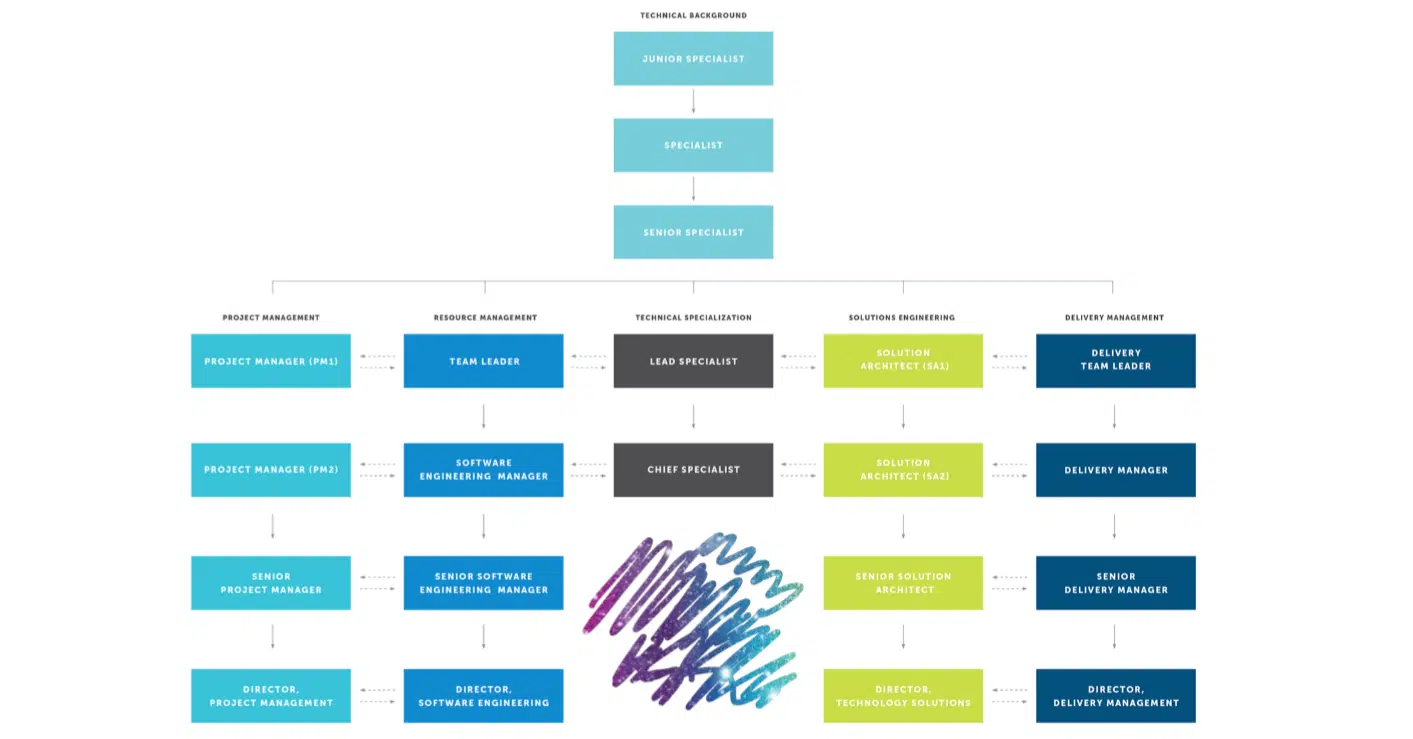 TECHNICAL BACKGROUND
JUNIOR SPECIALIST
SPECIALIST
SENIOR SPECIALIST
PROJECT MANAGEMENT
RESOURCE MANAGEMENT
TECHNICAL SPECIALIZATION
SOLUTIONS ENGINEERING
DELIVERY MANAGEMENT
PROJECT MANAGER (PM1)
TEAM LEADER
LEAD SPECIALIST
SOLUTION
ARCHITECT (SA1)
DELIVERY
TEAM LEADER
PROJECT MANAGER (PM2)
SOFTWARE
ENGINEERING MANAGER
CHIEF SPECIALIST
SOLUTION
ARCHITECT (SA2)
DELIVERY MANAGER
SENIOR
PROJECT MANAGER
SENIOR SOFTWARE
ENGINEERING MANAGER
SENIOR SOLUTION
ARCHITECT
SENIOR
DELIVERY MANAGER
DIRECTOR,
PROJECT MANAGEMENT
DIRECTOR,
SOFTWARE ENGINEERING
DIRECTOR,
TECHNOLOGY SOLUTIONS
DIRECTOR,
DELIVERY MANAGEMENT